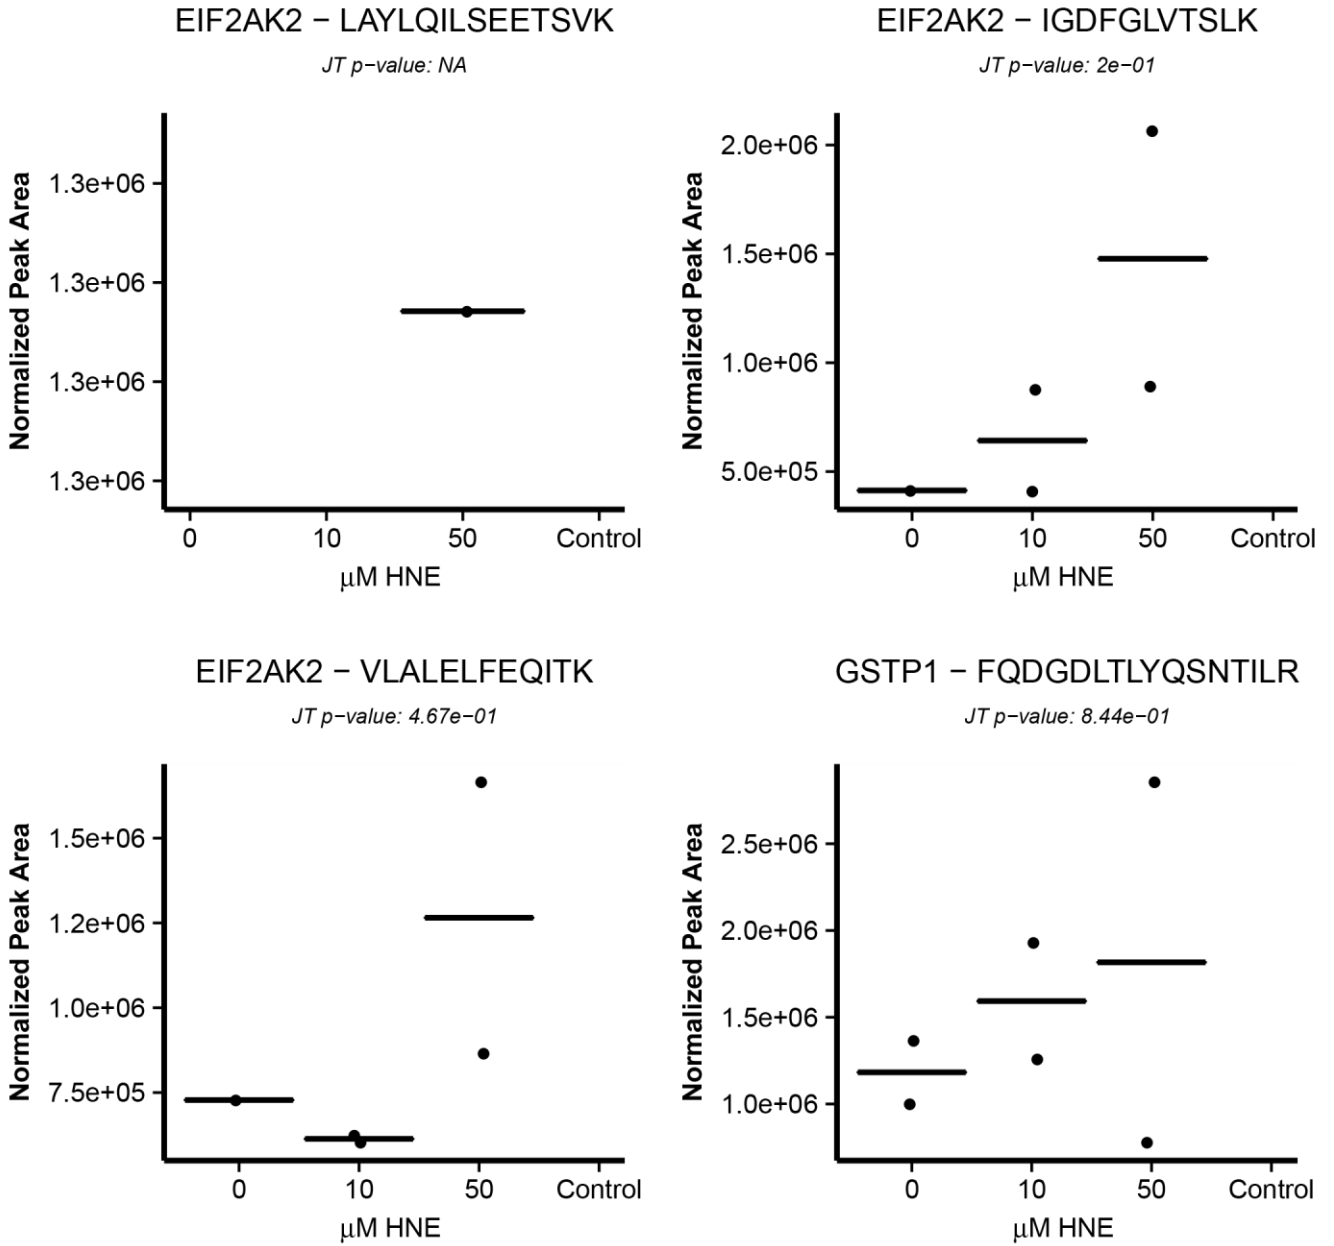 EIF2AK2 − LAYLQILSEETSVK
JT p−value: NA
Normalized Peak Area
1.3e+06
1.3e+06
1.3e+06
1.3e+06
0 10 50 Control
µM HNE
EIF2AK2 − IGDFGLVTSLK
JT p−value: 2e−01
Normalized Peak Area
2.0e+06
1.5e+06
1.0e+06
5.0e+05
0 10 50 Control
µM HNE
EIF2AK2 − VLALELFEQITK
JT p−value: 4.67e−01
Normalized Peak Area
1.5e+06
1.2e+06
1.0e+06
7.5e+05
0 10 50 Control
µM HNE
GSTP1 − FQDGDLTLYQSNTILR
JT p−value: 8.44e−01
Normalized Peak Area
2.5e+06
2.0e+06
1.5e+06
1.0e+06
0 10 50 Control
µM HNE